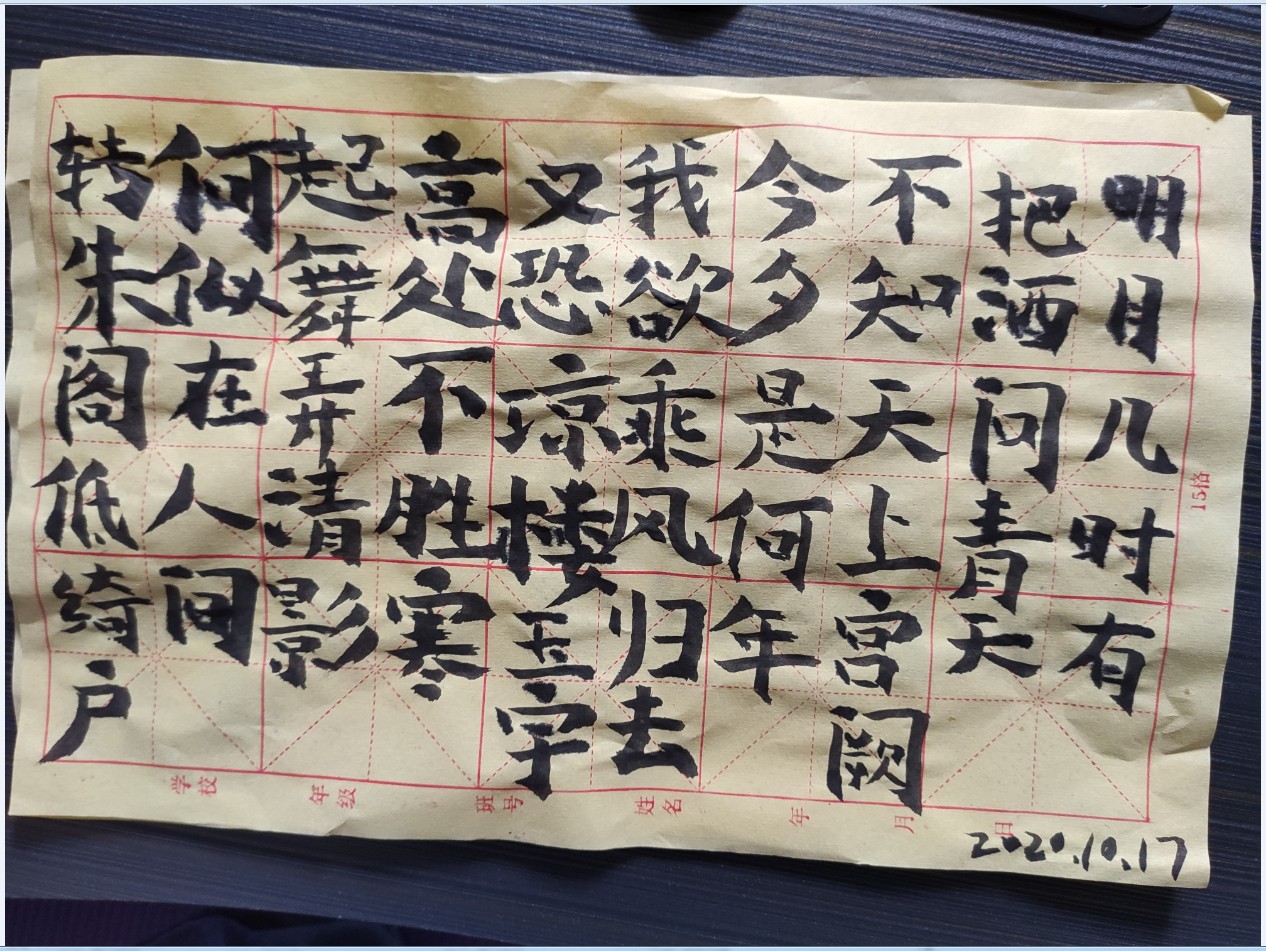 明月几时有
把酒问青天
不知天上宫阙
今夕是何年
我欲乘风归去
又恐凉楼玉宇
高处不胜寒
起舞弄清影
何似在人间
转朱阁低绮户
15格
学校 年级 班号 姓名 年 月 日
2020.10.17